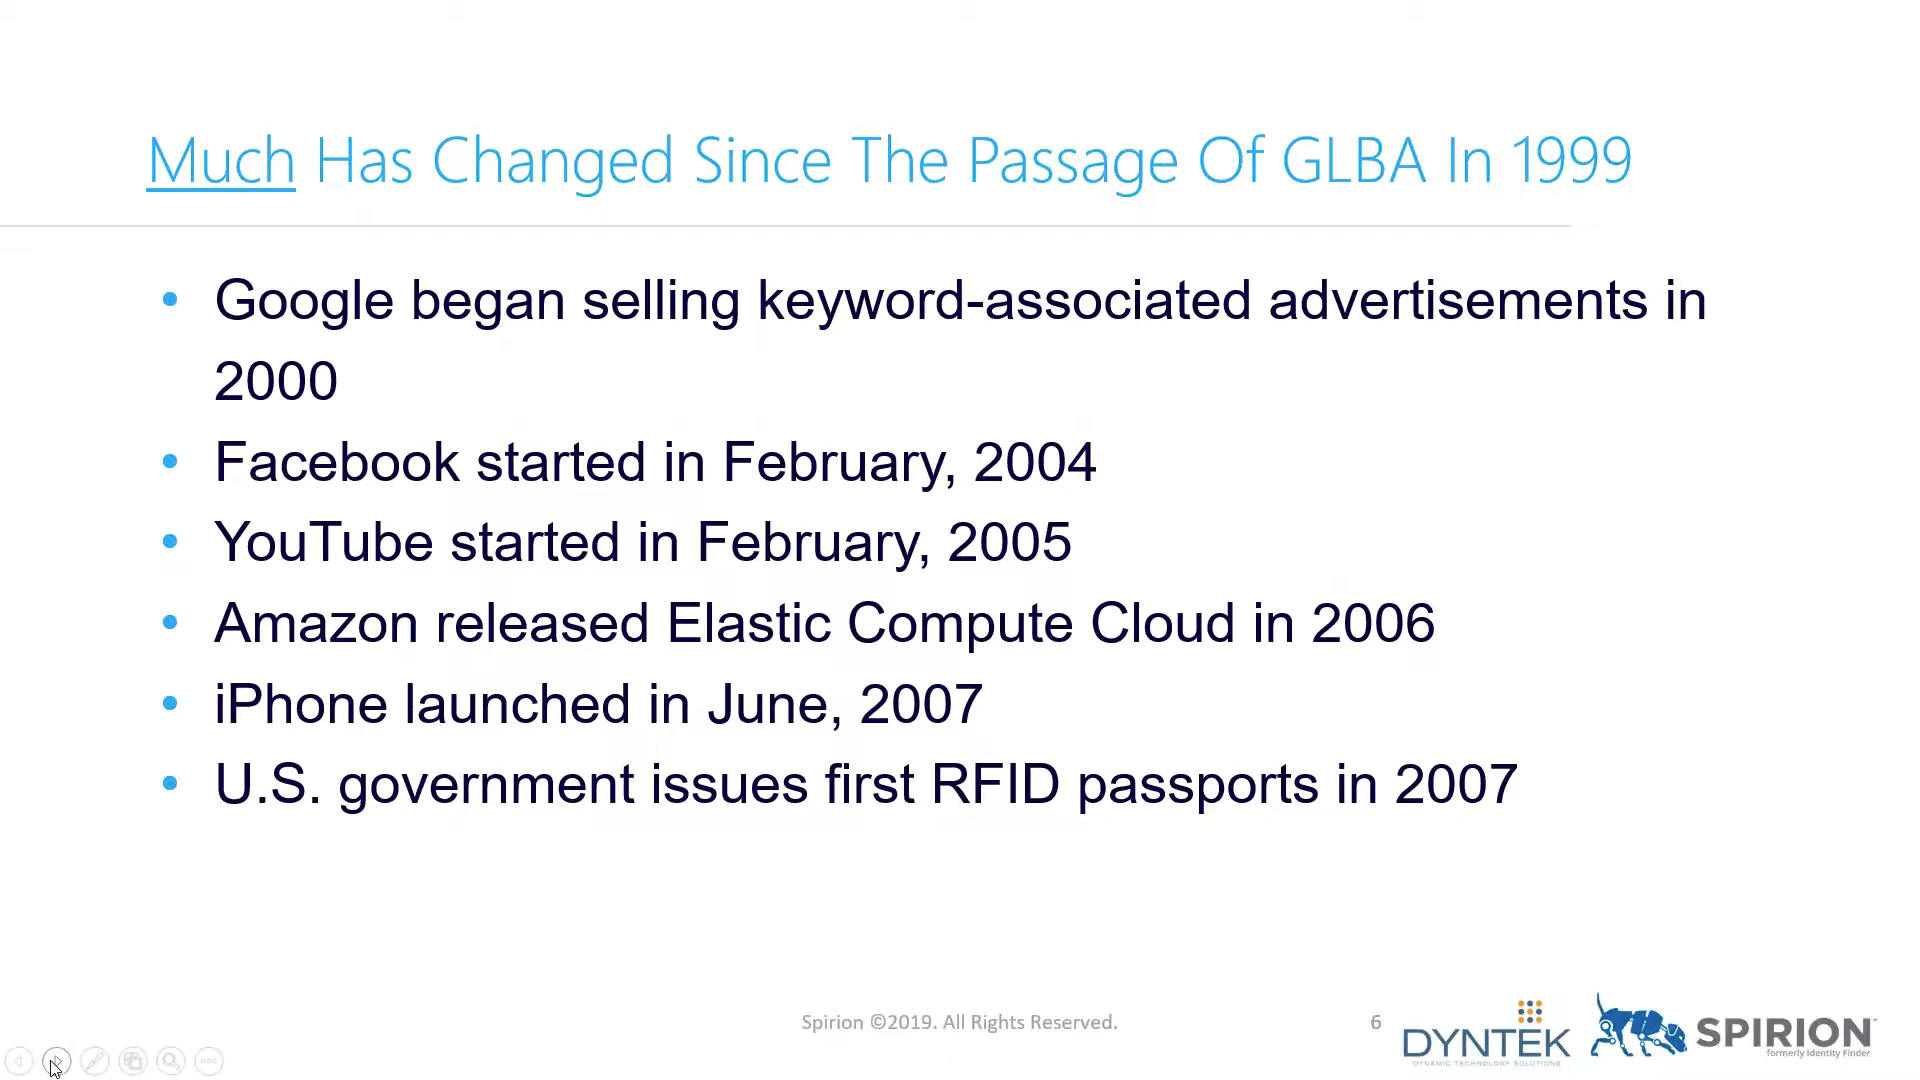 Much Has Changed Since The Passage Of GLBA In 1999
• Google began selling keyword-associated advertisements in
2000
• Facebook started in February, 2004
• YouTube started in February, 2005
• Amazon released Elastic Compute Cloud in 2006
• iPhone launched in June, 2007
• U.S. government issues first RFID passports in 2007
Spirion ©2019. All Rights Reserved.
6
DYNTEK
DYNAMIC TECHNOLOGY SOLUTIONS
SPIRION™
formerly Identity Finder